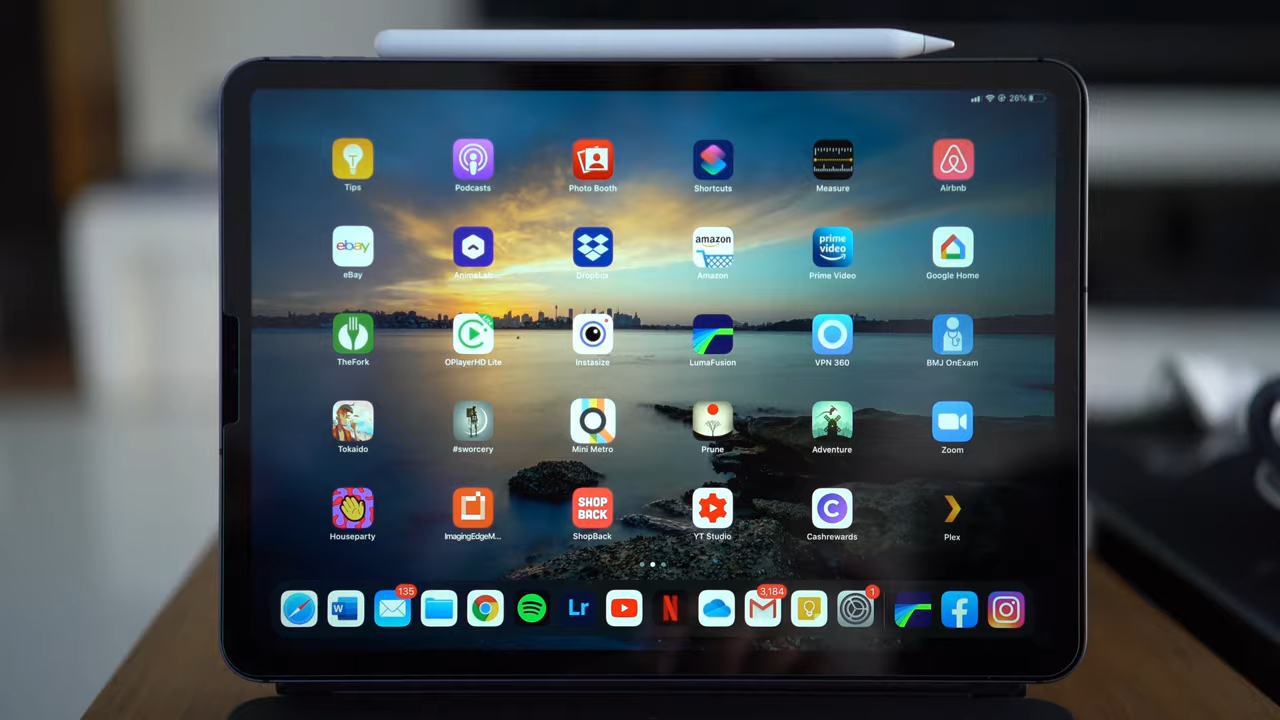 26%
Tips
Podcasts
Photo Booth
Shortcuts
Measure
Airbnb
ebay
amazon
prime video
eBay
AnimeLab...
Dropbox
Amazon
Prime Video
Google Home
TheFork
OPlayerHD Lite
Instasize
LumaFusion
VPN 360
BMJ OnExam
Tokaido
#sworcery
Mini Metro
Prune
Adventure
Zoom
SHOP
BACK
Houseparty
ImagingEdgeM...
ShopBack
YT Studio
Cashrewards
Plex
135
3,184
1
W
Lr
N